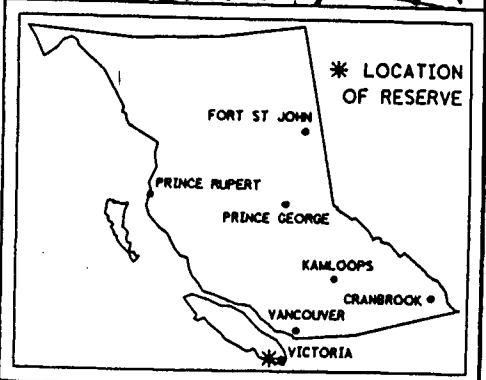 * LOCATION
OF RESERVE
FORT ST JOHN
PRINCE RUPERT
PRINCE GEORGE
KAMLOOPS
CRANBROOK
VANCOUVER
VICTORIA